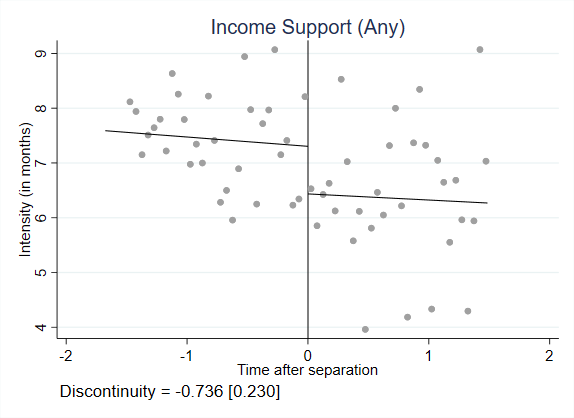 Income Support (Any)
Intensity (in months)
9
8
7
6
5
4
-2 -1 0 1 2
Time after separation
Discontinuity = -0.736 [0.230]